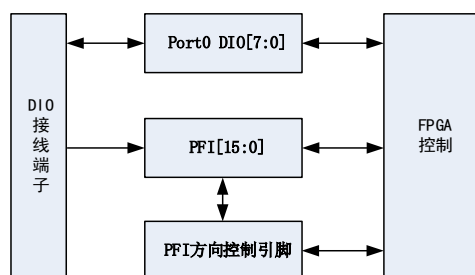 DIO
接
线
端
子
Port0 DIO[7:0]
PFI[15:0]
PFI方向控制引脚
FPGA
控制